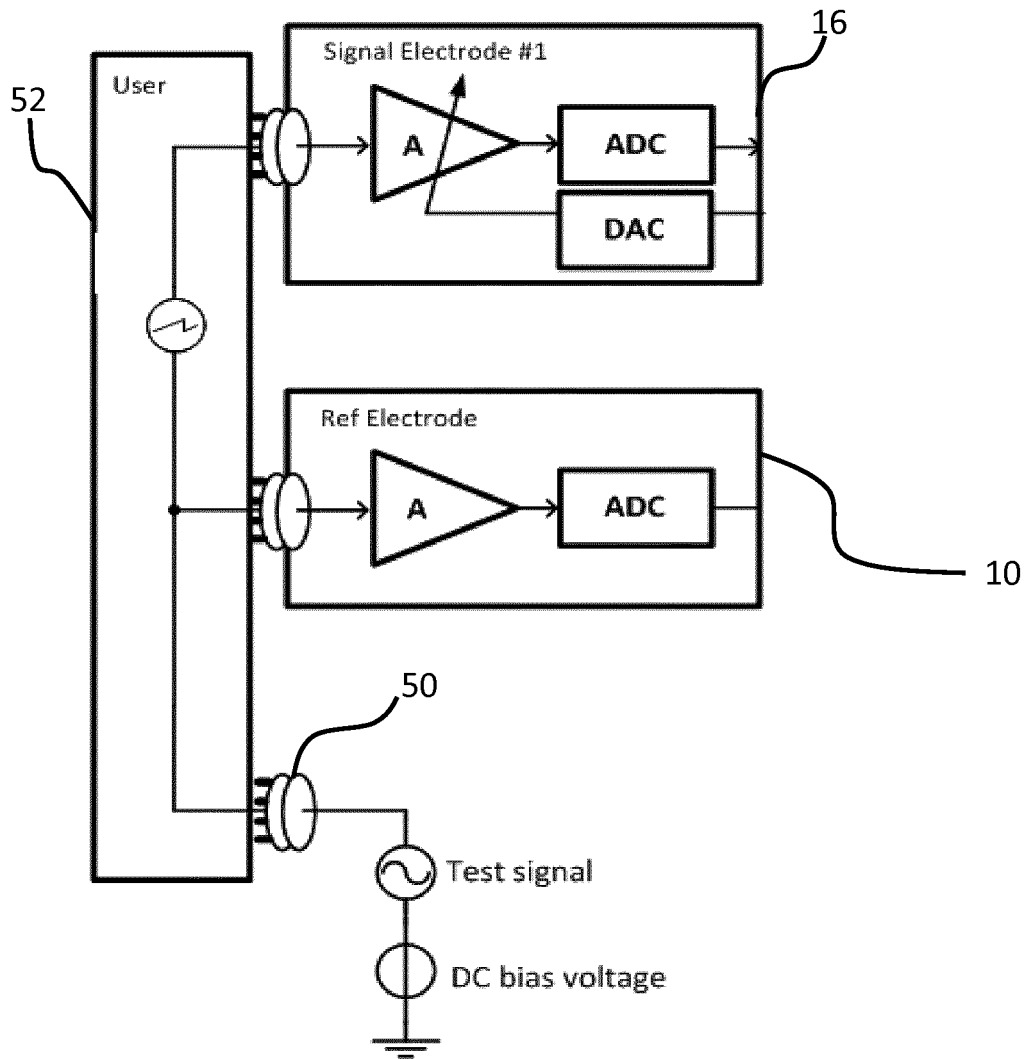 16
Signal Electrode #1
User
52
A
ADC
DAC
Ref Electrode
A
ADC
10
50
Test signal
DC bias voltage